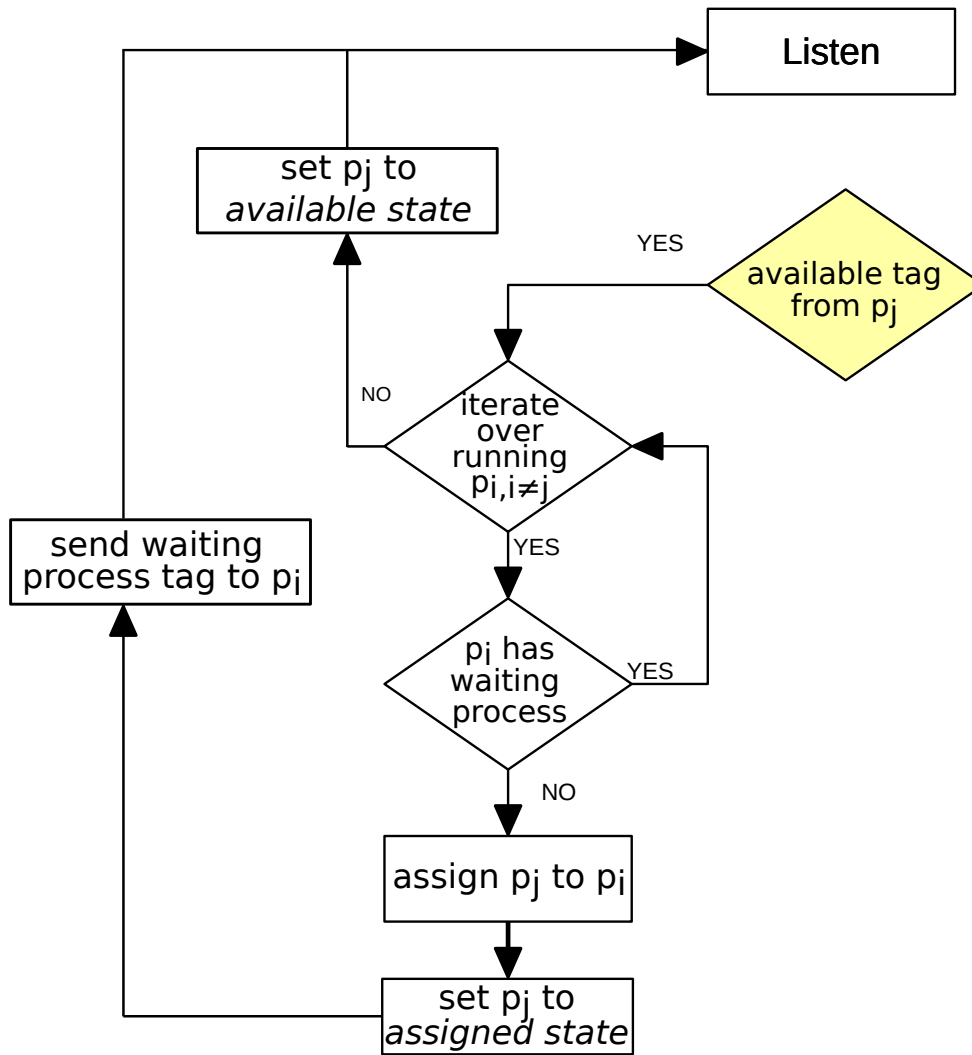 Listen
set pj to
available state
YES
available tag
from pj
NO
iterate
over
running
pi,i≠j
YES
send waiting
process tag to pi
pi has
waiting
process
YES
NO
assign pj to pi
set pj to
assigned state